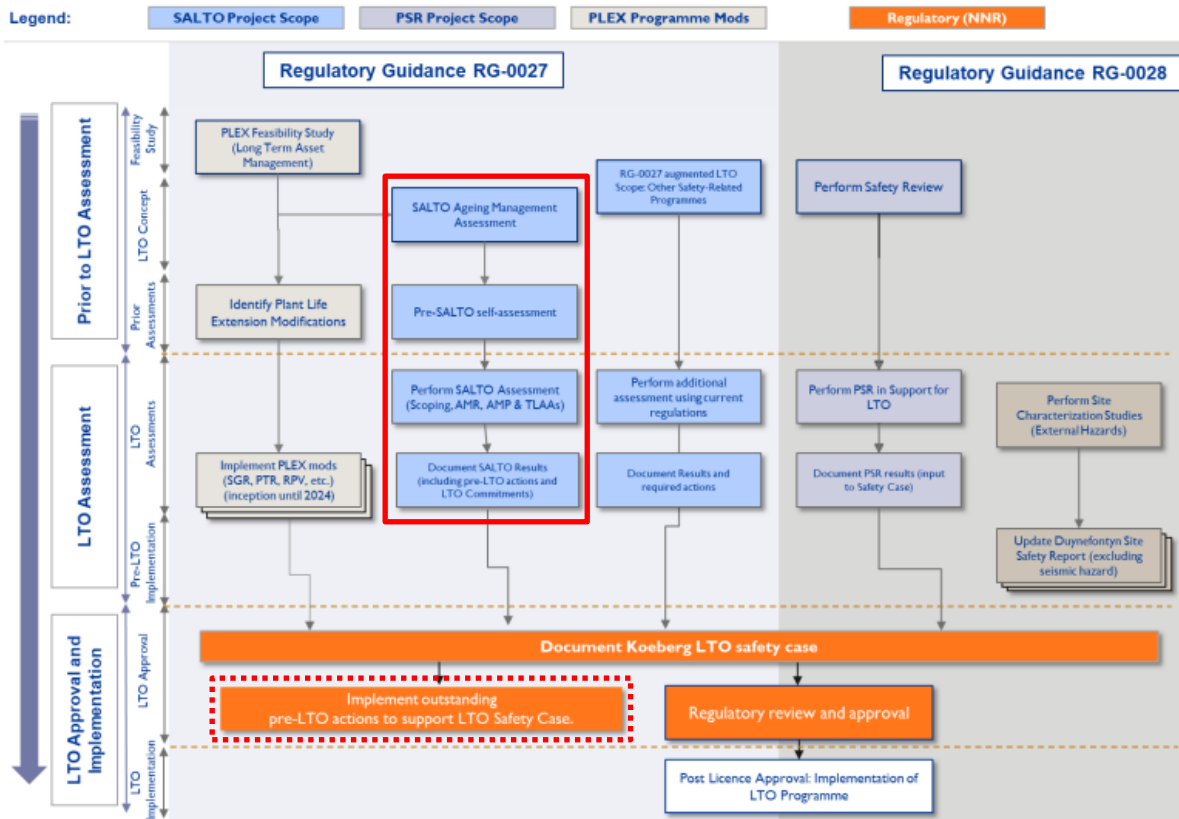 Legend:
SALTO Project Scope
PSR Project Scope
PLEX Programme Mods
Regulatory (NNR)
Regulatory Guidance RG-0027
Regulatory Guidance RG-0028
Prior to LTO Assessment
Feasibility
Study
LTO Concept
Prior
Assessments
PLEX Feasibility Study
(Long Term Asset
Management)
SALTO Ageing Management
Assessment
RG-0027 augmented LTO
Scope: Other Safety-Related
Programmes
Perform Safety Review
Identify Plant Life
Extension Modifications
Pre-SALTO self-assessment
LTO Assessment
LTO
Assessments
Pre-LTO
Implementation
Perform SALTO Assessment
(Scoping, AMR, AMP & TLAAs)
Perform additional
assessment using current
regulations
Perform PSR in Support for
LTO
Perform Site
Characterization Studies
(External Hazards)
Implement PLEX mods
(SGR, PTR, RPV, etc.)
(inception until 2024)
Document SALTO Results
(including pre-LTO actions and
LTO Commitments)
Document Results and
required actions
Document PSR results (input
to Safety Case)
Update Duynefontyn Site
Safety Report (excluding
seismic hazard)
LTO Approval and
Implementation
LTO Approval
LTO
Implementation
Document Koeberg LTO safety case
Implement outstanding
pre-LTO actions to support LTO Safety Case.
Regulatory review and approval
Post Licence Approval: Implementation of
LTO Programme